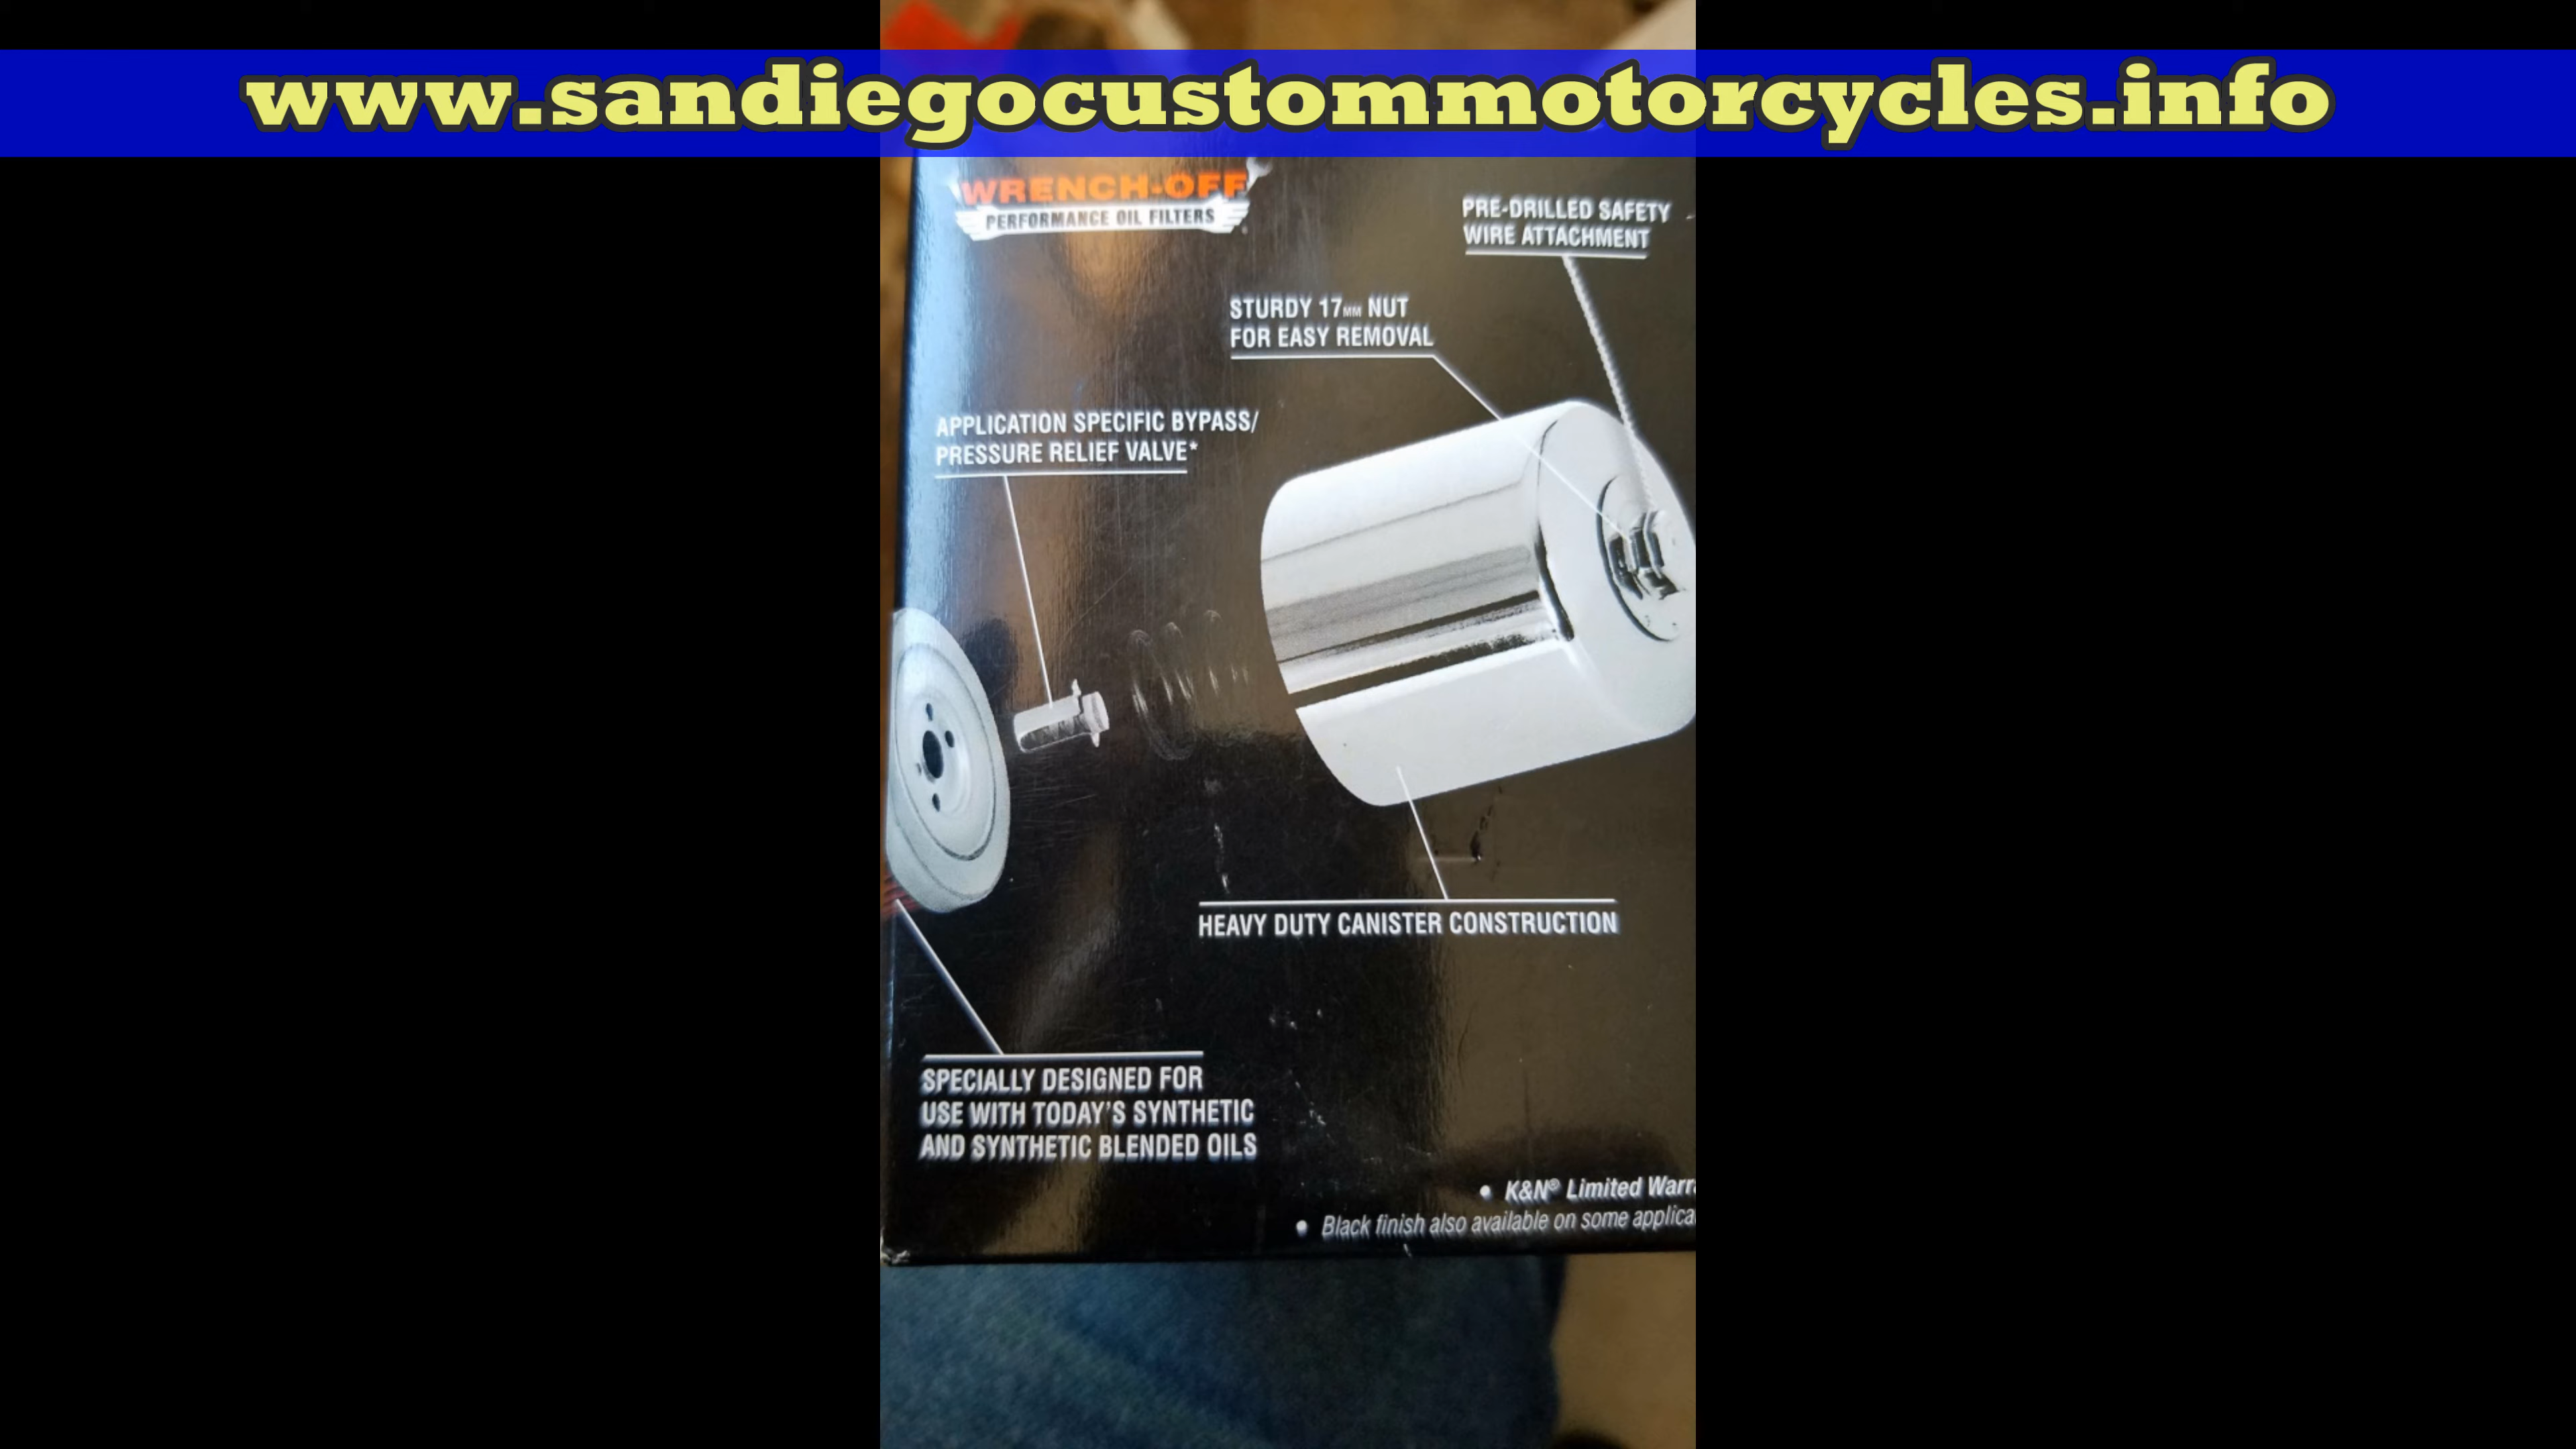 www.sandiegocustommotorcycles.info
WRENCH-OFF
PERFORMANCE OIL FILTERS
PRE-DRILLED SAFETY
WIRE ATTACHMENT
STURDY 17MM NUT
FOR EASY REMOVAL
APPLICATION SPECIFIC BYPASS/
PRESSURE RELIEF VALVE*
HEAVY DUTY CANISTER CONSTRUCTION
SPECIALLY DESIGNED FOR
USE WITH TODAY'S SYNTHETIC
AND SYNTHETIC BLENDED OILS
• K&N® Limited
• Black finish also available on some